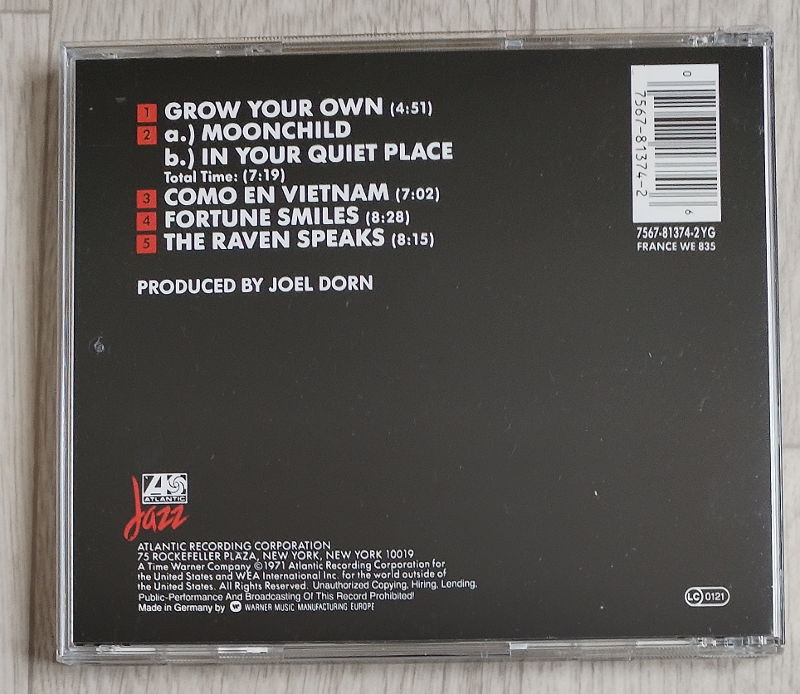 1 GROW YOUR OWN (4:51)
2 a.) MOONCHILD
b.) IN YOUR QUIET PLACE
Total Time: (7:19)
3 COMO EN VIETNAM (7:02)
4 FORTUNE SMILES (8:28)
5 THE RAVEN SPEAKS (8:15)
PRODUCED BY JOEL DORN
0
7567-81374-2
9
7567-81374-2 YG
FRANCE WE 835
ATLANTIC
Jazz
ATLANTIC RECORDING CORPORATION
75 ROCKEFELLER PLAZA, NEW YORK, NEW YORK 10019
A Time Warner Company ©1971 Atlantic Recording Corporation for
the United States and WEA International Inc. for the world outside of
the United States. All Rights Reserved. Unauthorized Copying, Hiring, Lending,
Public-Performance And Broadcasting Of This Record Prohibited!
Made in Germany by WARNER MUSIC MANUFACTURING EUROPE
LC 0121